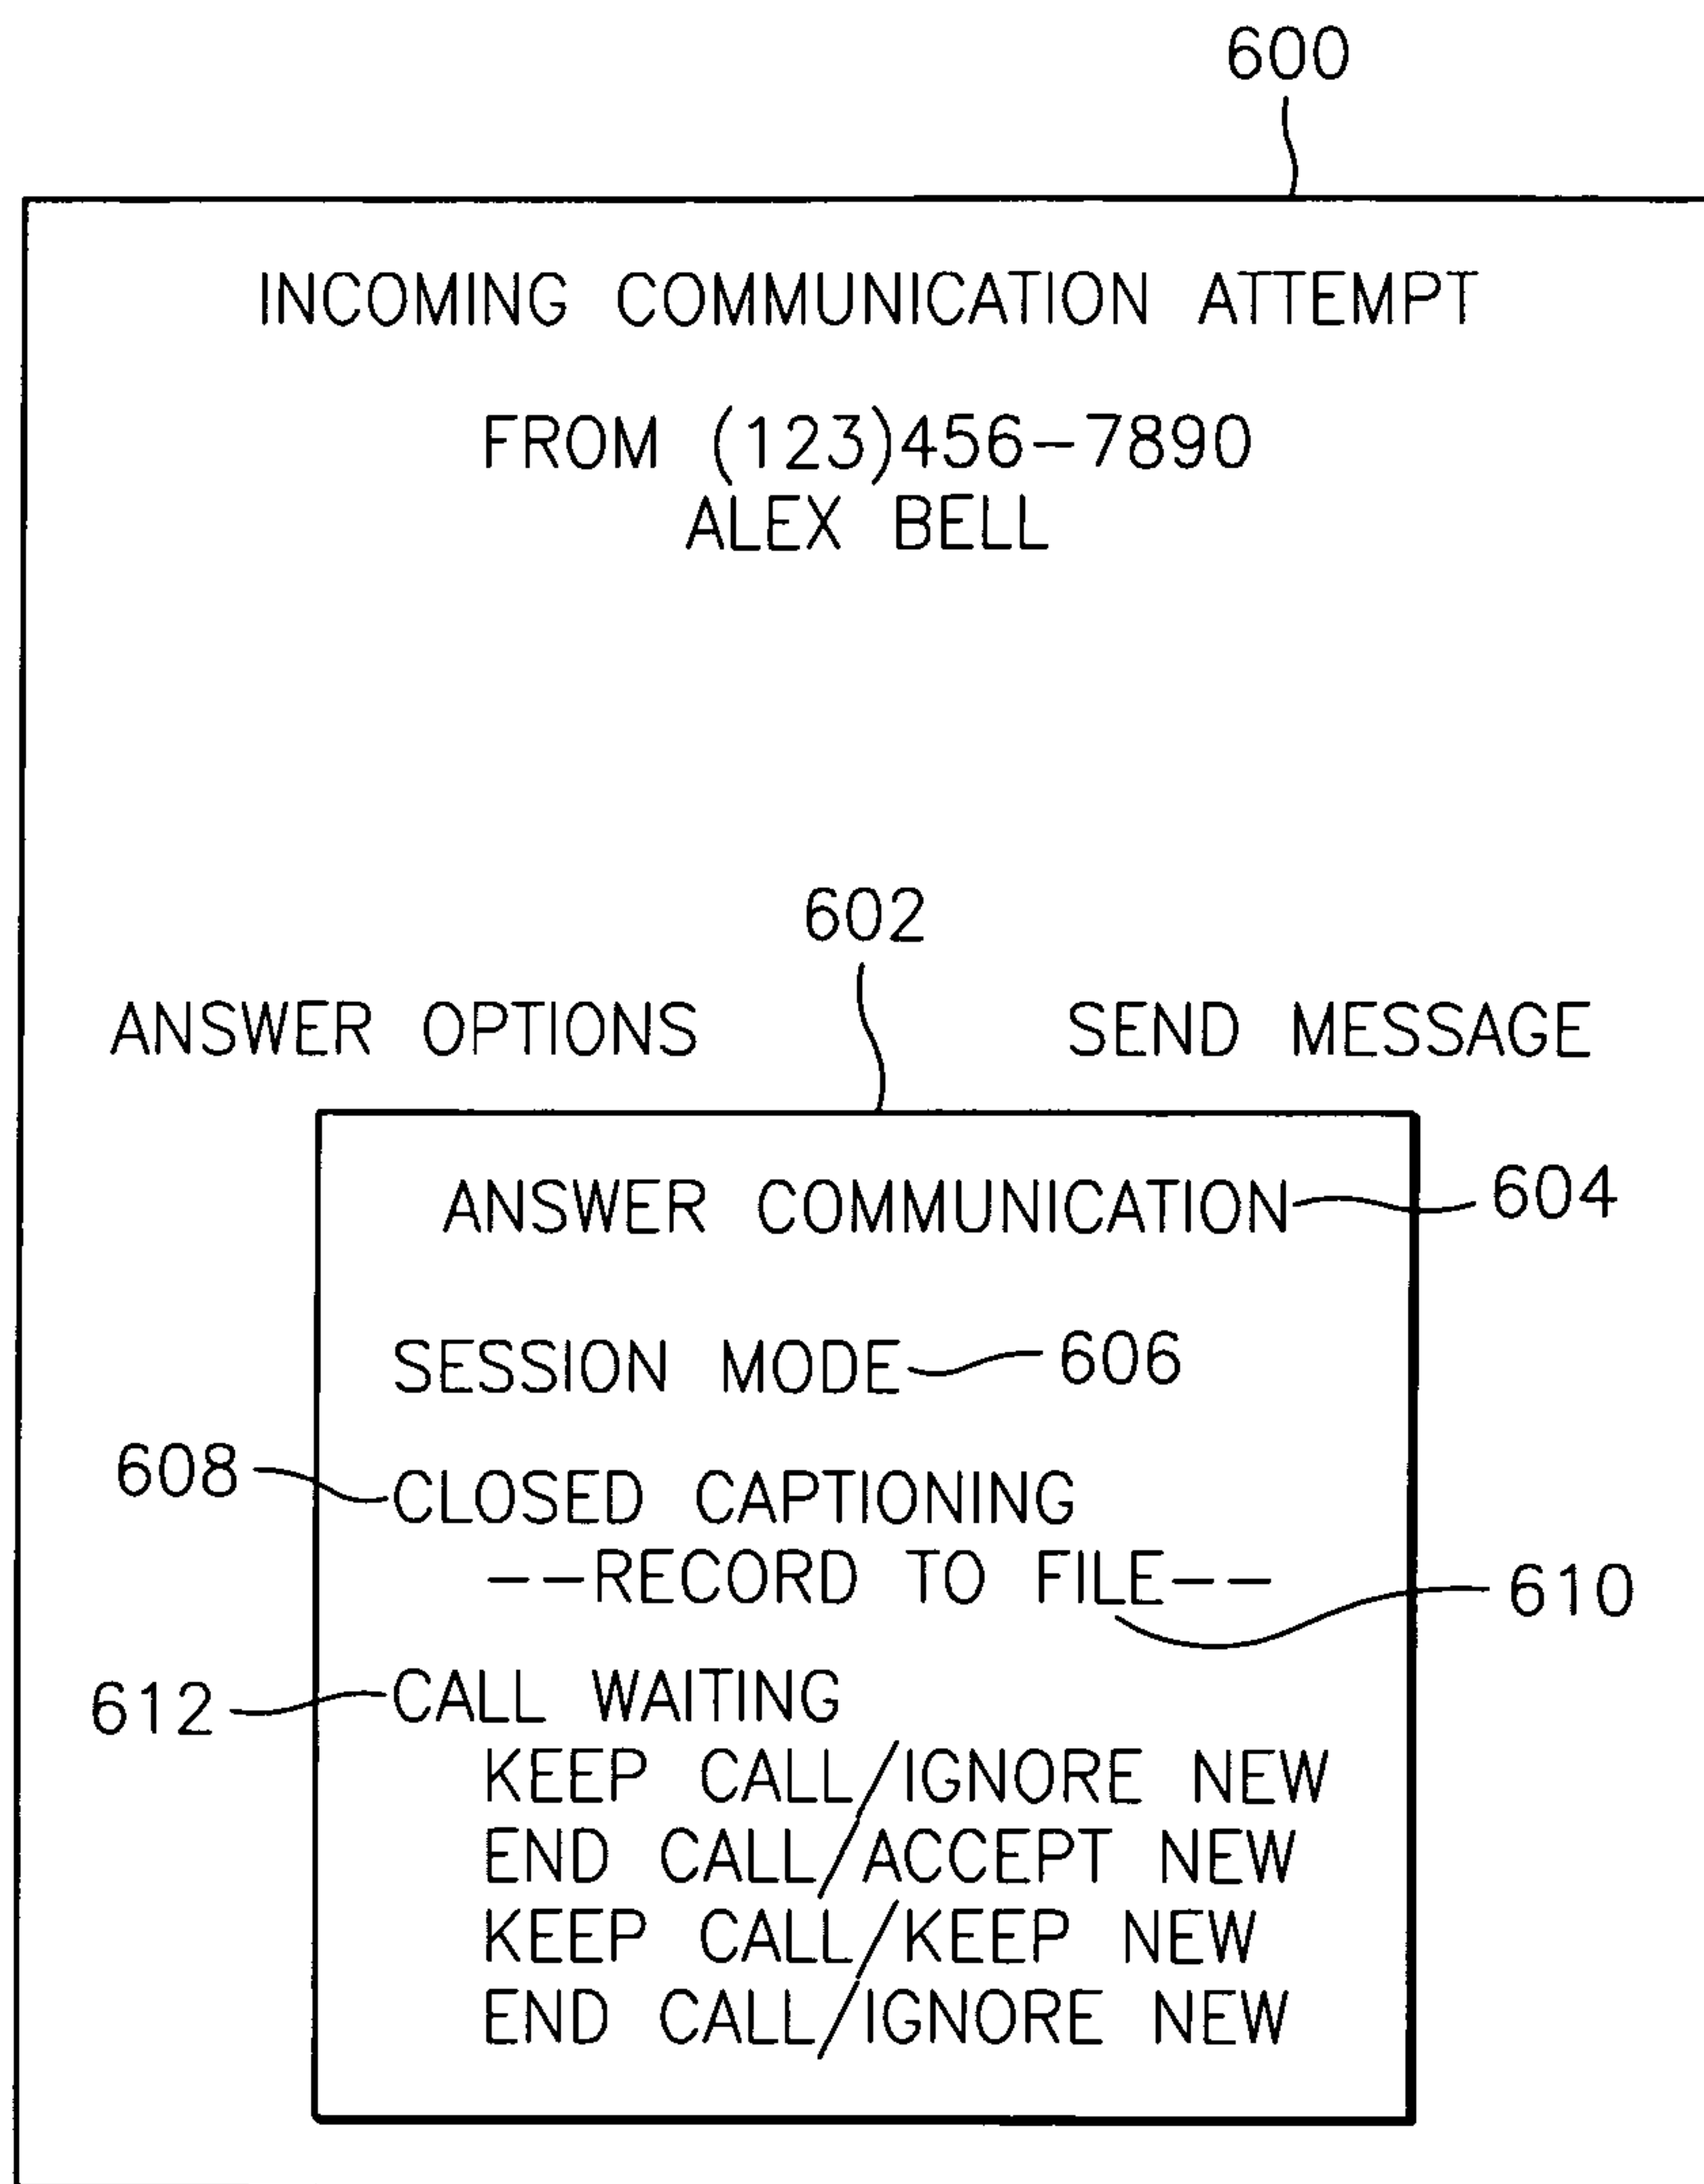 600
INCOMING COMMUNICATION ATTEMPT
FROM (123)456-7890
ALEX BELL
602
ANSWER OPTIONS SEND MESSAGE
ANSWER COMMUNICATION 604
SESSION MODE 606
608 CLOSED CAPTIONING
--RECORD TO FILE-- 610
612 CALL WAITING
KEEP CALL/IGNORE NEW
END CALL/ACCEPT NEW
KEEP CALL/KEEP NEW
END CALL/IGNORE NEW